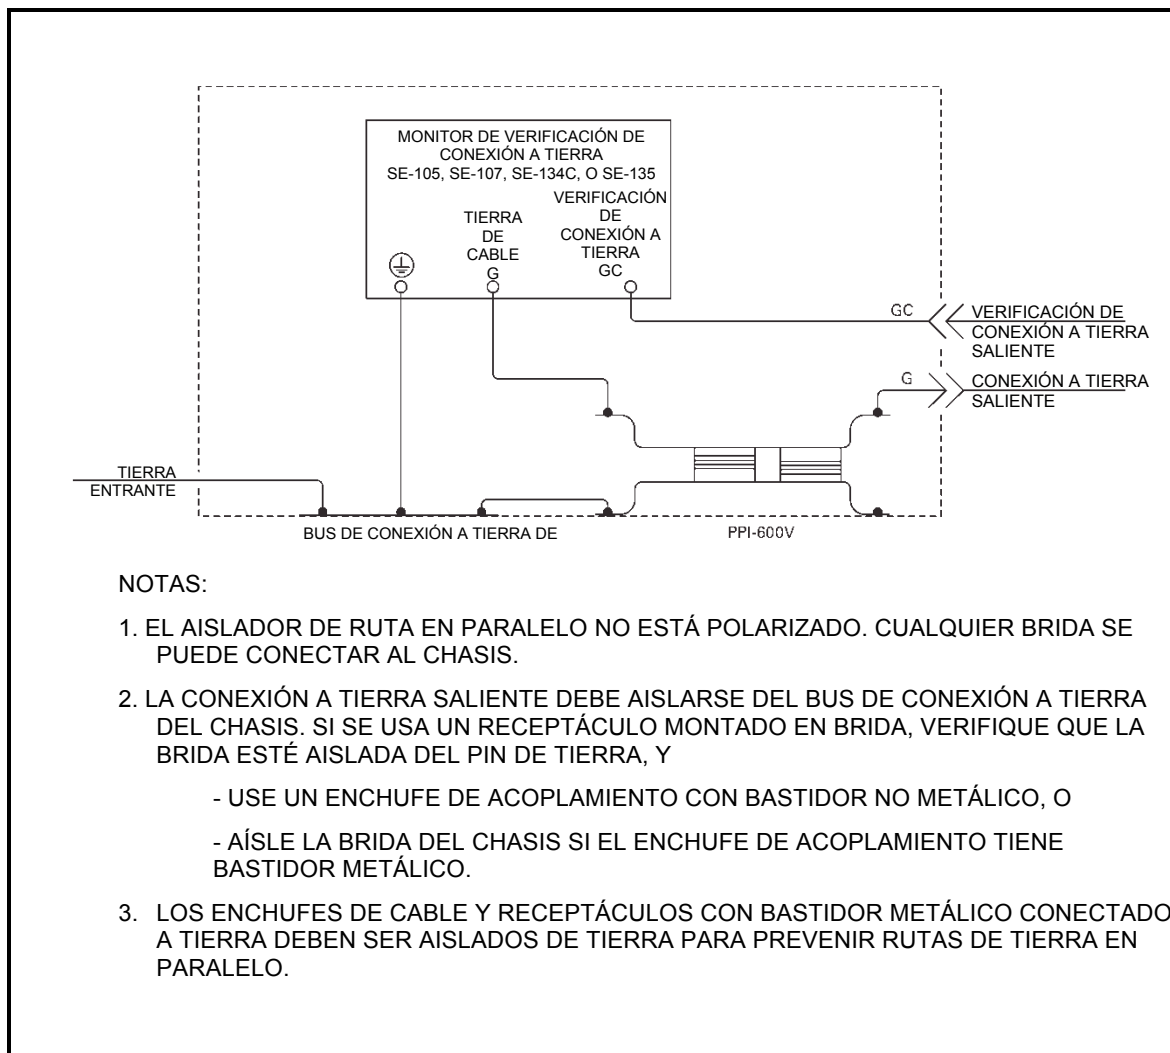 MONITOR DE VERIFICACIÓN DE
CONEXIÓN A TIERRA
SE-105, SE-107, SE-134C, O SE-135
TIERRA
DE
CABLE
G
VERIFICACIÓN
DE
CONEXIÓN A
TIERRA
GC
GC
VERIFICACIÓN DE
CONEXIÓN A TIERRA
SALIENTE
G
CONEXIÓN A TIERRA
SALIENTE
TIERRA
ENTRANTE
BUS DE CONEXIÓN A TIERRA DE
PPI-600V
NOTAS:
1. EL AISLADOR DE RUTA EN PARALELO NO ESTÁ POLARIZADO. CUALQUIER BRIDA SE
PUEDE CONECTAR AL CHASIS.
2. LA CONEXIÓN A TIERRA SALIENTE DEBE AISLARSE DEL BUS DE CONEXIÓN A TIERRA
DEL CHASIS. SI SE USA UN RECEPTÁCULO MONTADO EN BRIDA, VERIFIQUE QUE LA
BRIDA ESTÉ AISLADA DEL PIN DE TIERRA, Y
- USE UN ENCHUFE DE ACOPLAMIENTO CON BASTIDOR NO METÁLICO, O
- AÍSLE LA BRIDA DEL CHASIS SI EL ENCHUFE DE ACOPLAMIENTO TIENE
BASTIDOR METÁLICO.
3. LOS ENCHUFES DE CABLE Y RECEPTÁCULOS CON BASTIDOR METÁLICO CONECTADO
A TIERRA DEBEN SER AISLADOS DE TIERRA PARA PREVENIR RUTAS DE TIERRA EN
PARALELO.